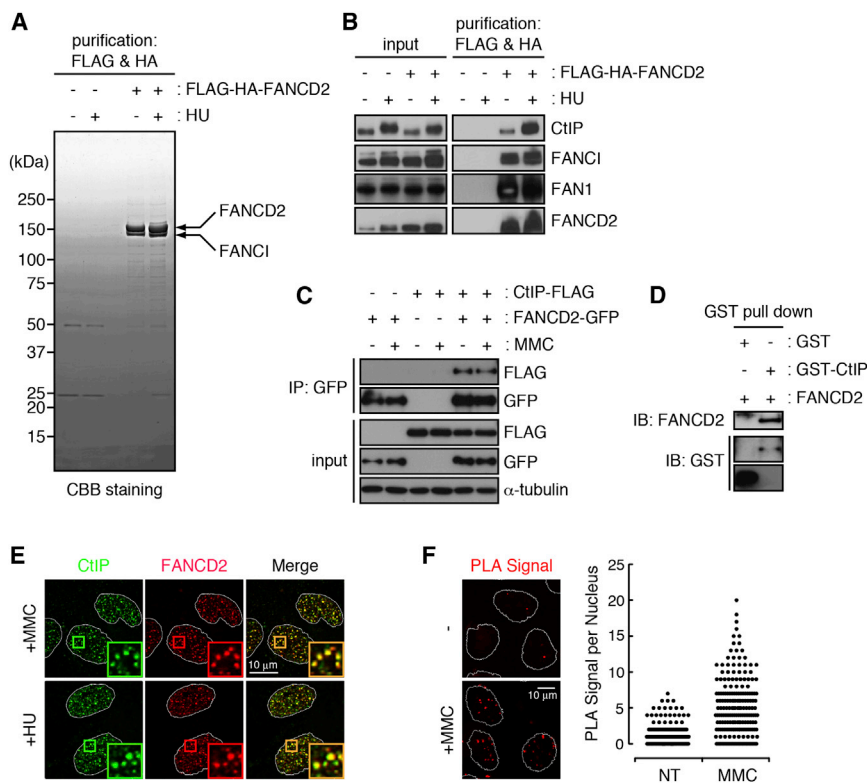 A
purification:
FLAG & HA
- - + + : FLAG-HA-FANCD2
- + - + : HU
(kDa)
250
150
100
75
50
37
25
20
15
FANCD2
FANCI
CBB staining
B
input
purification:
FLAG & HA
- - + + - - + + : FLAG-HA-FANCD2
- + - + - + - + : HU
CtIP
FANCI
FAN1
FANCD2
C
- - + + + + : CtIP-FLAG
+ + - - + + : FANCD2-GFP
- + - + - + : MMC
IP: GFP
FLAG
GFP
input
FLAG
GFP
α-tubulin
D
GST pull down
+ - : GST
- + : GST-CtIP
+ + : FANCD2
IB: FANCD2
IB: GST
E
CtIP FANCD2 Merge
+MMC
10 μm
+HU
F
PLA Signal
-
+MMC
10 μm
PLA Signal per Nucleus
25
20
15
10
5
0
NT MMC